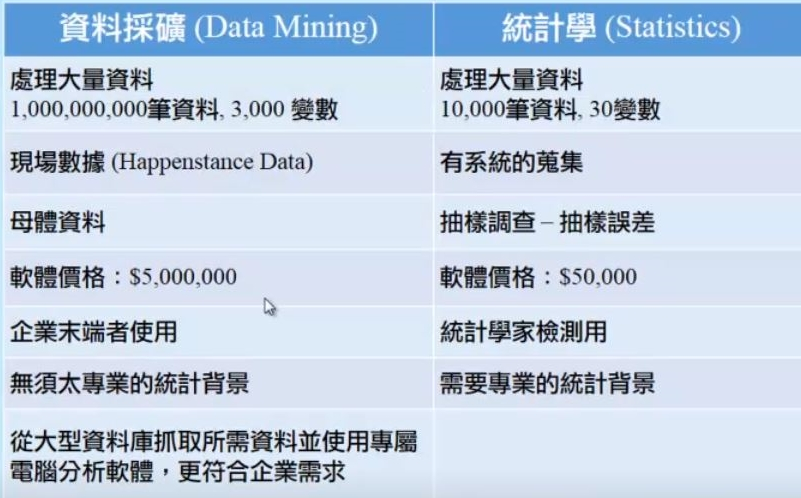 資料採礦 (Data Mining)
統計學 (Statistics)
處理大量資料
1,000,000,000筆資料, 3,000 變數
處理大量資料
10,000筆資料, 30變數
現場數據 (Happenstance Data)
有系統的蒐集
母體資料
抽樣調查 – 抽樣誤差
軟體價格：$5,000,000
軟體價格：$50,000
企業末端者使用
統計學家檢測用
無須太專業的統計背景
需要專業的統計背景
從大型資料庫抓取所需資料並使用專屬
電腦分析軟體，更符合企業需求